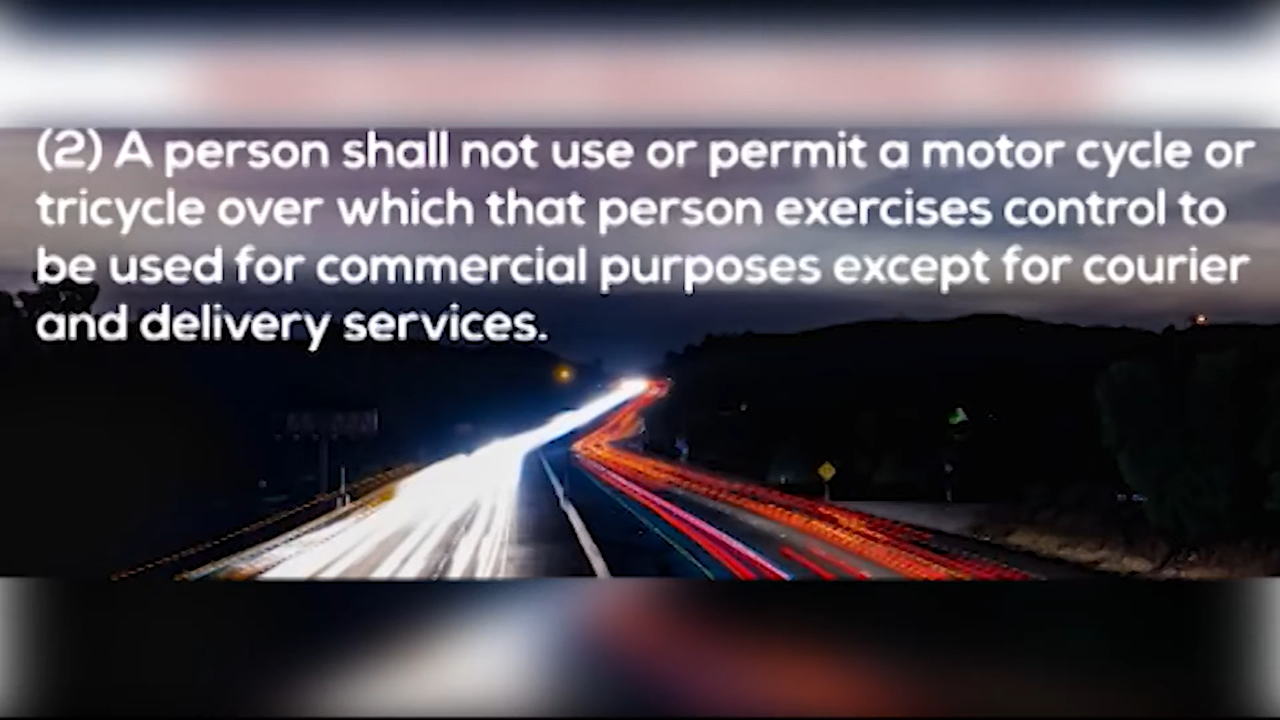 (2) A person shall not use or permit a motor cycle or
tricycle over which that person exercises control to
be used for commercial purposes except for courier
and delivery services.